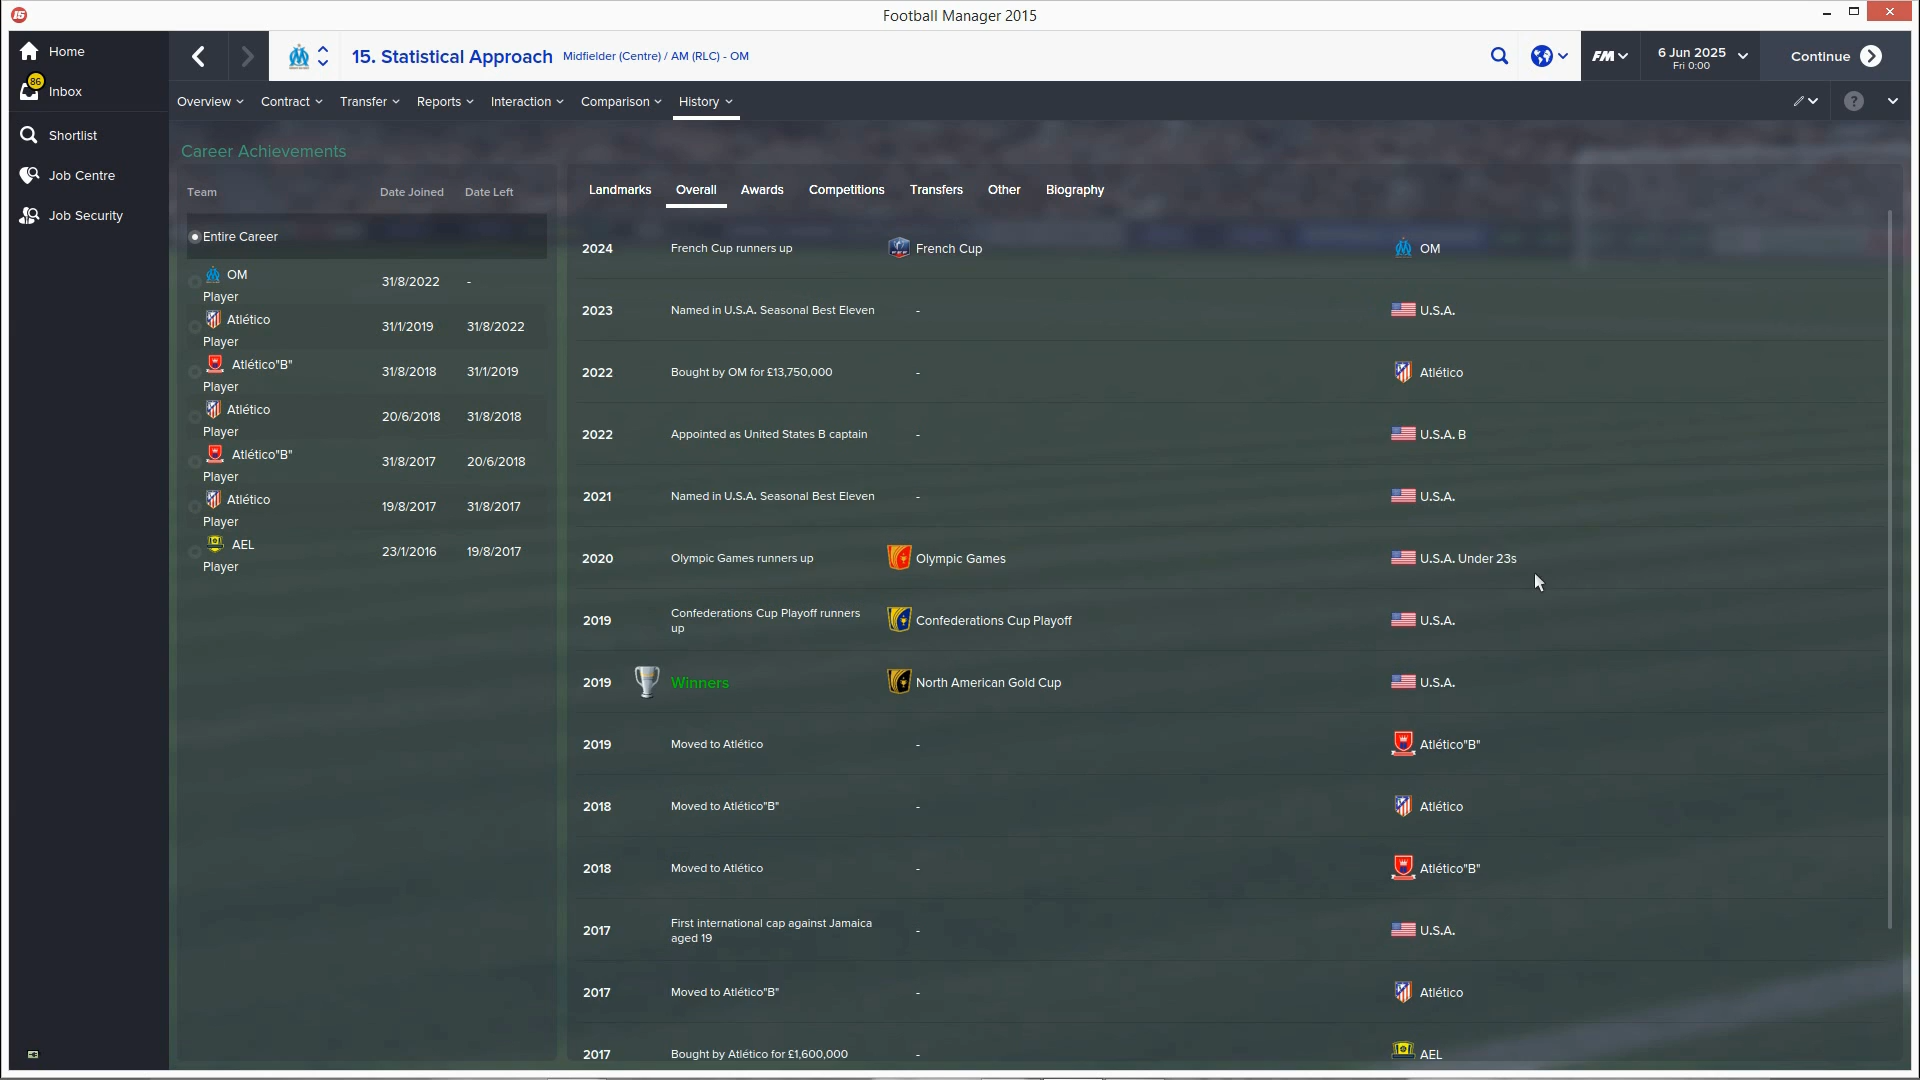 Football Manager 2015
Home
86
Inbox
Shortlist
Job Centre
Job Security
15. Statistical Approach Midfielder (Centre) / AM (RLC) - OM
FM
6 Jun 2025
Fri 0:00
Continue
Overview Contract Transfer Reports Interaction Comparison History
?
Career Achievements
Team Date Joined Date Left
Entire Career
OM
Player 31/8/2022 -
Atlético
Player 31/1/2019 31/8/2022
Atlético"B"
Player 31/8/2018 31/1/2019
Atlético
Player 20/6/2018 31/8/2018
Atlético"B"
Player 31/8/2017 20/6/2018
Atlético
Player 19/8/2017 31/8/2017
AEL
Player 23/1/2016 19/8/2017
Landmarks Overall Awards Competitions Transfers Other Biography
2024 French Cup runners up French Cup OM
2023 Named in U.S.A. Seasonal Best Eleven - U.S.A.
2022 Bought by OM for £13,750,000 - Atlético
2022 Appointed as United States B captain - U.S.A. B
2021 Named in U.S.A. Seasonal Best Eleven - U.S.A.
2020 Olympic Games runners up Olympic Games U.S.A. Under 23s
2019 Confederations Cup Playoff runners
up Confederations Cup Playoff U.S.A.
2019 Winners North American Gold Cup U.S.A.
2019 Moved to Atlético - Atlético"B"
2018 Moved to Atlético"B" - Atlético
2018 Moved to Atlético - Atlético"B"
2017 First international cap against Jamaica
aged 19 - U.S.A.
2017 Moved to Atlético"B" - Atlético
2017 Bought by Atlético for £1,600,000 - AEL